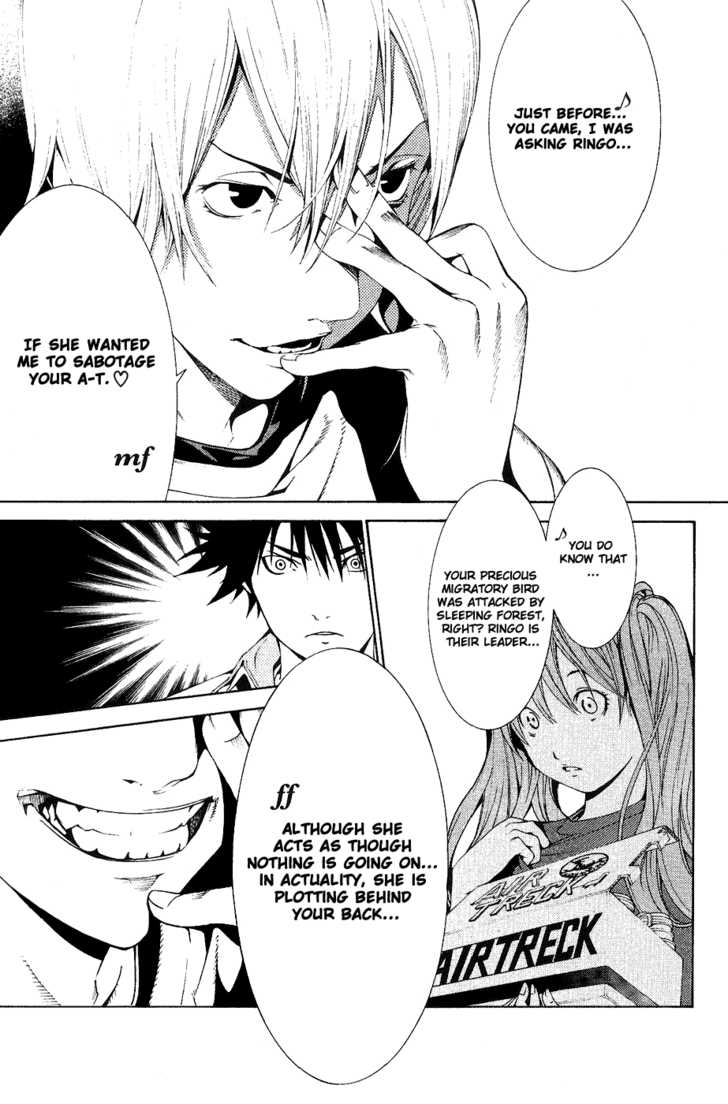 JUST BEFORE...♪
YOU CAME, I WAS
ASKING RINGO...
IF SHE WANTED
ME TO SABOTAGE
YOUR A-T.♡
mf
♪ YOU DO
KNOW THAT
...
YOUR PRECIOUS
MIGRATORY BIRD
WAS ATTACKED BY
SLEEPING FOREST,
RIGHT? RINGO IS
THEIR LEADER...
AIR
TRECK
AIRTRECK
ff
ALTHOUGH SHE
ACTS AS THOUGH
NOTHING IS GOING ON...
IN ACTUALITY, SHE IS
PLOTTING BEHIND
YOUR BACK...